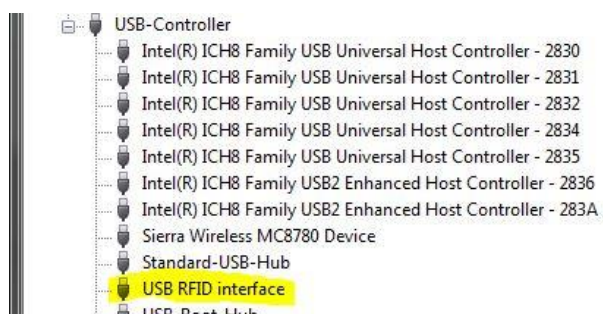 USB-Controller
Intel(R) ICH8 Family USB Universal Host Controller - 2830
Intel(R) ICH8 Family USB Universal Host Controller - 2831
Intel(R) ICH8 Family USB Universal Host Controller - 2832
Intel(R) ICH8 Family USB Universal Host Controller - 2834
Intel(R) ICH8 Family USB Universal Host Controller - 2835
Intel(R) ICH8 Family USB2 Enhanced Host Controller - 2836
Intel(R) ICH8 Family USB2 Enhanced Host Controller - 283A
Sierra Wireless MC8780 Device
Standard-USB-Hub
USB RFID interface
USB-Root-Hub